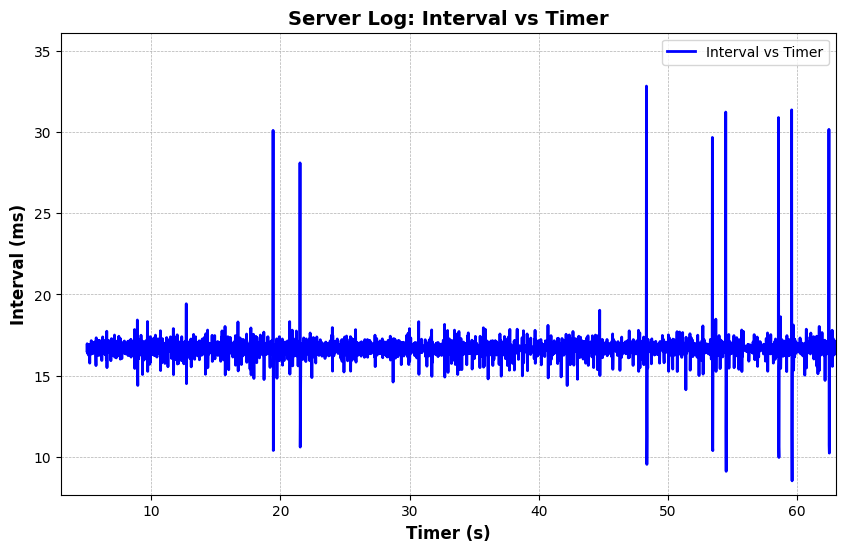 Server Log: Interval vs Timer
Interval vs Timer
35
30
25
20
15
10
Interval (ms)
10 20 30 40 50 60
Timer (s)